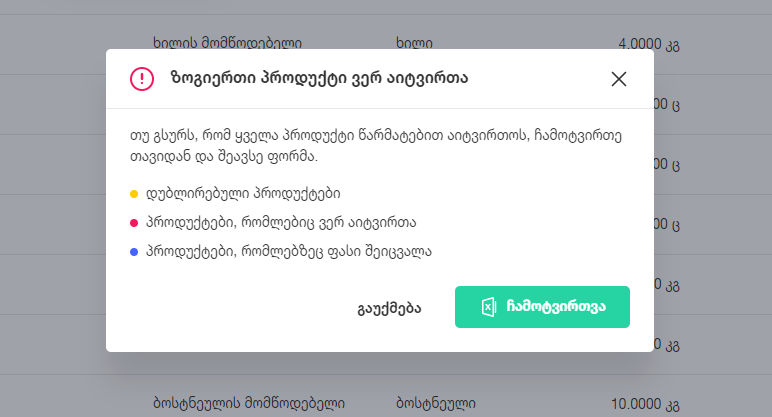 ხილის მომწოდებელი ხილი 4.0000 კგ
ზოგიერთი პროდუქტი ვერ აიტვირთა
00 ც
თუ გსურს, რომ ყველა პროდუქტი წარმატებით აიტვირთოს, ჩამოტვირთე
თავიდან და შეავსე ფორმა.
00 ც
დუბლირებული პროდუქტები
პროდუქტები, რომლებიც ვერ აიტვირთა
00 ც
პროდუქტები, რომლებზეც ფასი შეიცვალა
0 კგ
გაუქმება ჩამოტვირთვა
0 კგ
ბოსტნეულის მომწოდებელი ბოსტნეული 10.0000 კგ